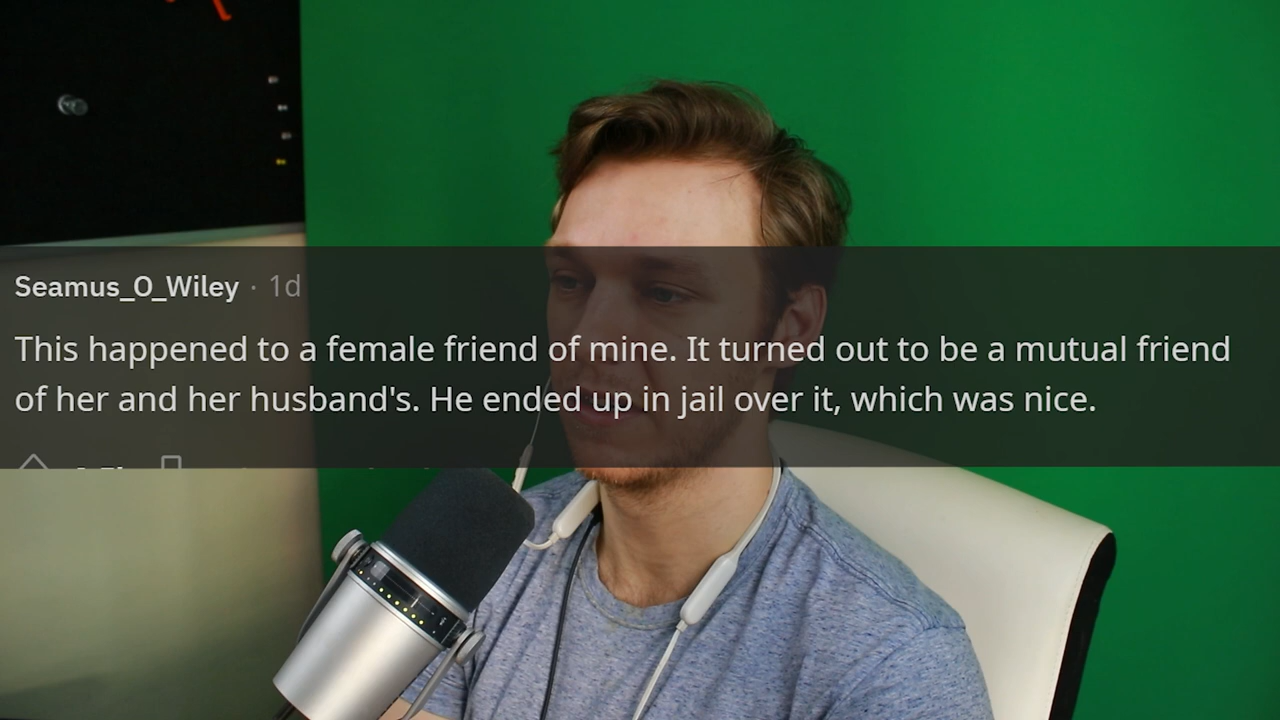 Seamus_O_Wiley · 1d
This happened to a female friend of mine. It turned out to be a mutual friend
of her and her husband's. He ended up in jail over it, which was nice.